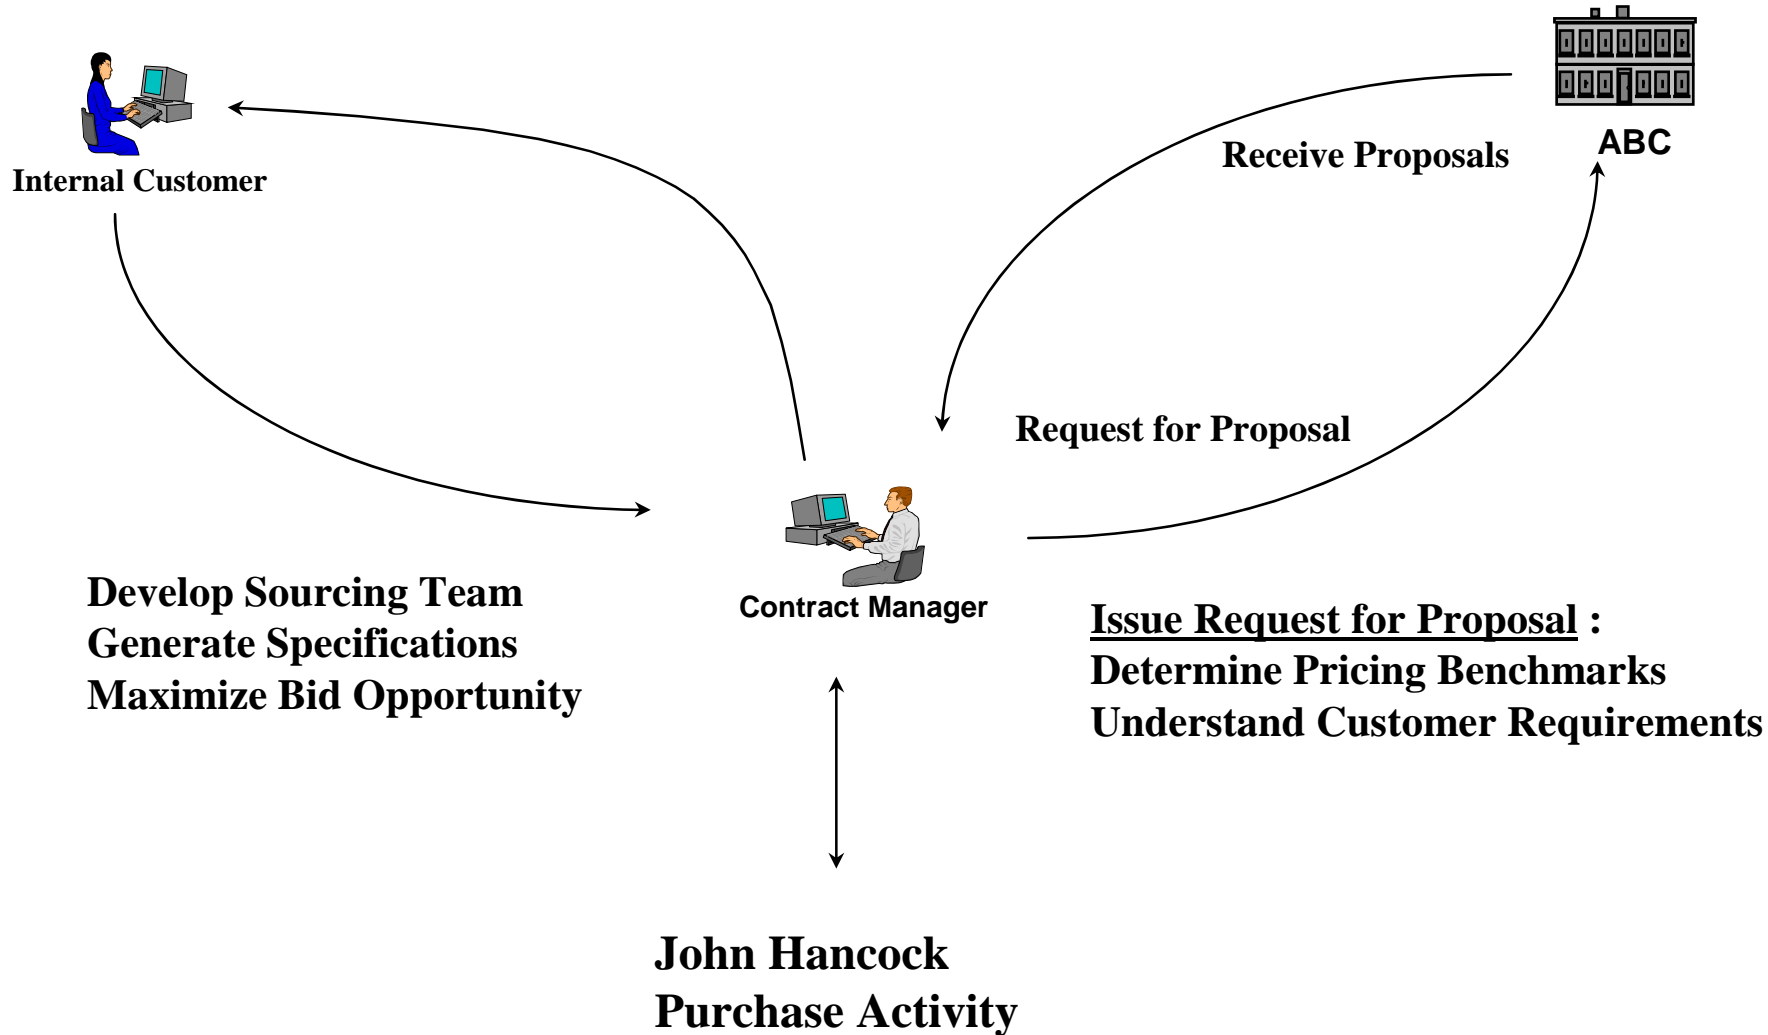 ABC
Receive Proposals
Internal Customer
Request for Proposal
Contract Manager
Develop Sourcing Team
Generate Specifications
Maximize Bid Opportunity
Issue Request for Proposal :
Determine Pricing Benchmarks
Understand Customer Requirements
John Hancock
Purchase Activity